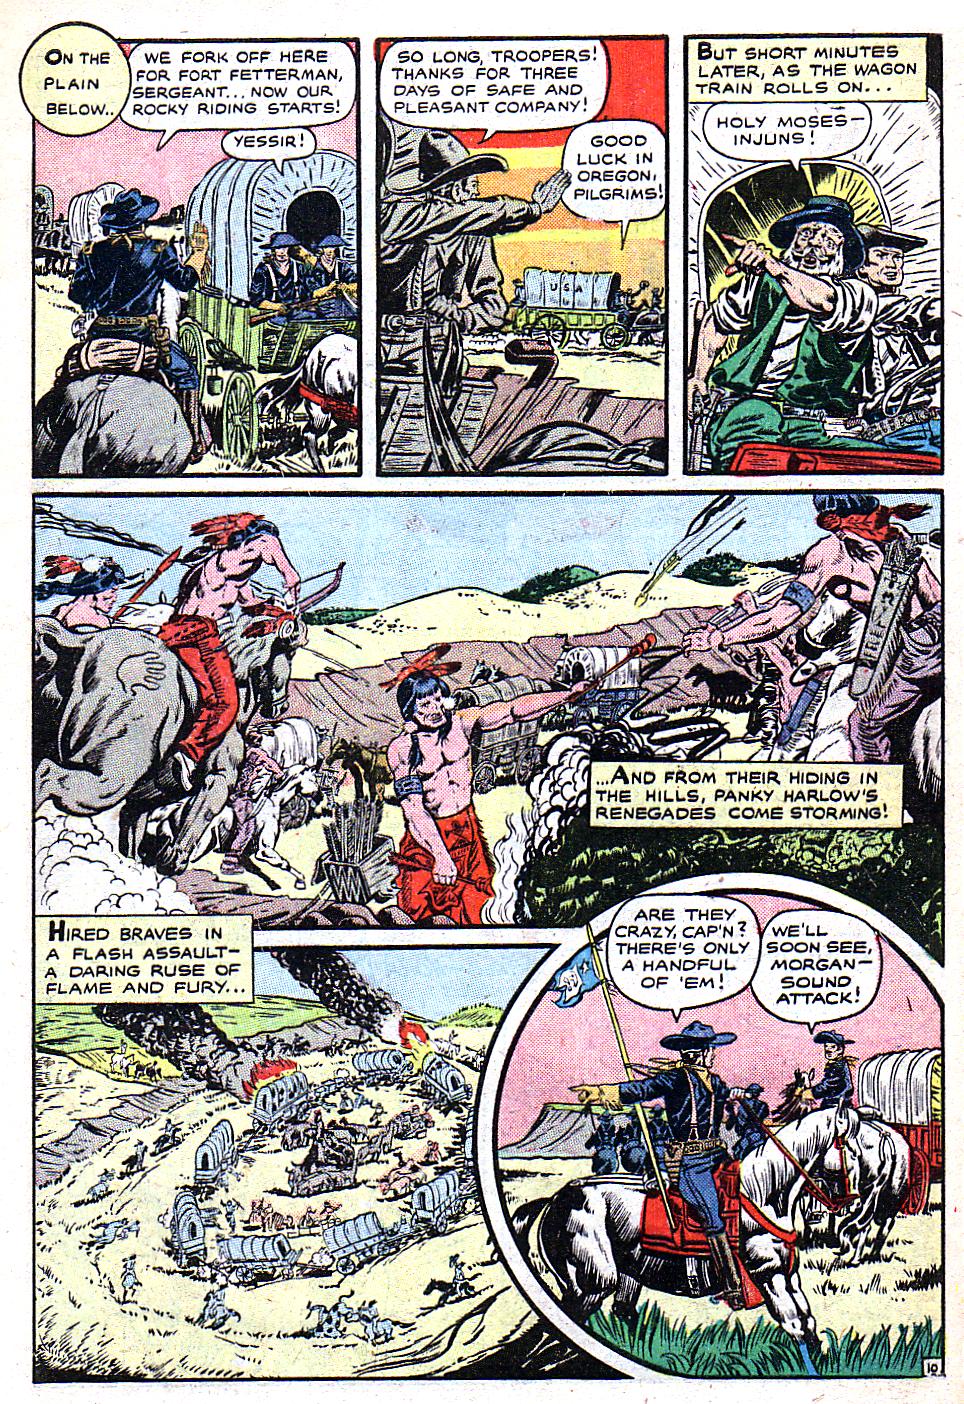 ON THE
PLAIN
BELOW..
WE FORK OFF HERE
FOR FORT FETTERMAN,
SERGEANT... NOW OUR
ROCKY RIDING STARTS!
YESSIR!
SO LONG, TROOPERS!
THANKS FOR THREE
DAYS OF SAFE AND
PLEASANT COMPANY!
GOOD
LUCK IN
OREGON,
PILGRIMS!
USA
BUT SHORT MINUTES
LATER, AS THE WAGON
TRAIN ROLLS ON...
HOLY MOSES—
INJUNS!
...AND FROM THEIR HIDING IN
THE HILLS, PANKY HARLOW'S
RENEGADES COME STORMING!
HIRED BRAVES IN
A FLASH ASSAULT—
A DARING RUSE OF
FLAME AND FURY...
ARE THEY
CRAZY, CAP'N?
THERE'S ONLY
A HANDFUL
OF 'EM!
WE'LL
SOON SEE,
MORGAN—
SOUND
ATTACK!
10